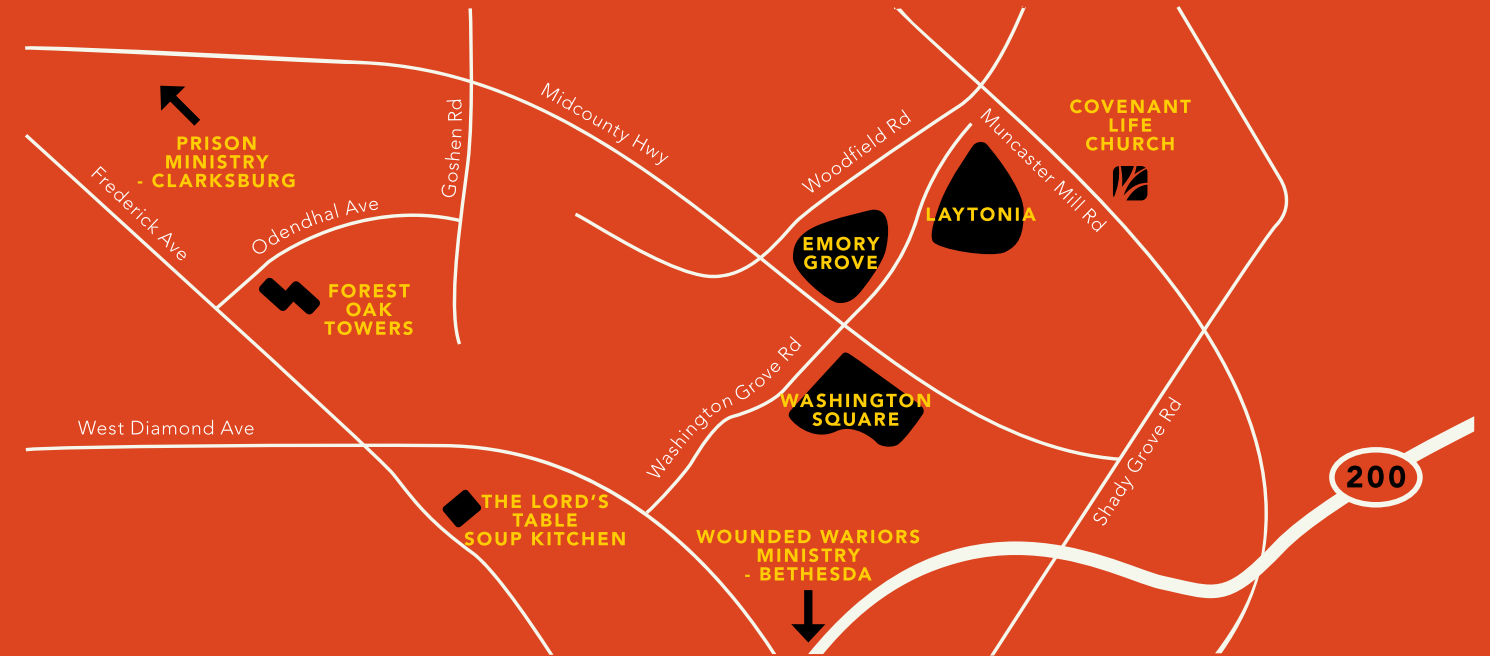 PRISON
MINISTRY
- CLARKSBURG
Frederick Ave
Odendhal Ave
Goshen Rd
Midcounty Hwy
Woodfield Rd
Muncaster Mill Rd
COVENANT
LIFE
CHURCH
LAYTONIA
EMORY
GROVE
FOREST
OAK
TOWERS
Washington Grove Rd
WASHINGTON
SQUARE
West Diamond Ave
Shady Grove Rd
200
THE LORD'S
TABLE
SOUP KITCHEN
WOUNDED WARIORS
MINISTRY
- BETHESDA